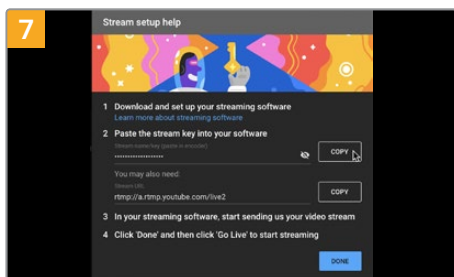 7
Stream setup help
1 Download and set up your streaming software
Learn more about streaming software
2 Paste the stream key into your software
Stream name/key (paste in encoder)
••••••••••••••••••••
COPY
You may also need:
Stream URL
rtmp://a.rtmp.youtube.com/live2
COPY
3 In your streaming software, start sending us your video stream
4 Click 'Done' and then click 'Go Live' to start streaming
DONE